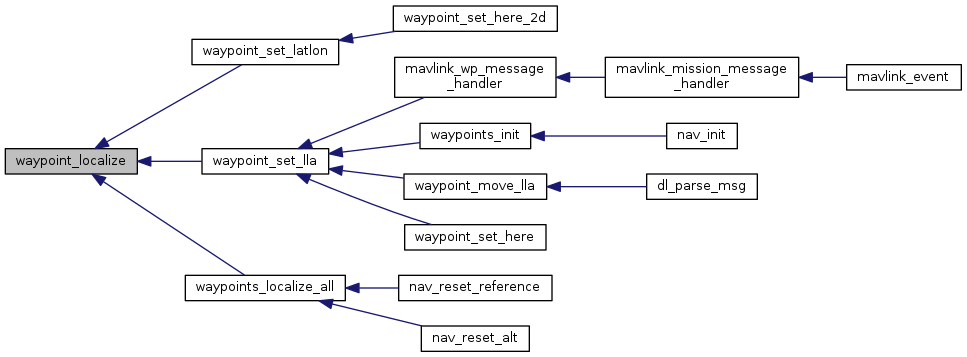 waypoint_set_here_2d
waypoint_set_latlon
mavlink_wp_message
_handler
mavlink_mission_message
_handler
mavlink_event
waypoints_init
nav_init
waypoint_localize
waypoint_set_lla
waypoint_move_lla
dl_parse_msg
waypoint_set_here
waypoints_localize_all
nav_reset_reference
nav_reset_alt